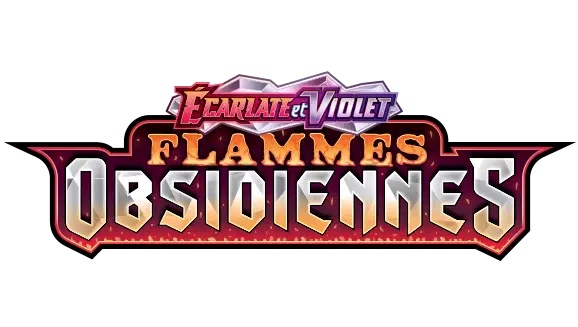 ÉCARLATE et VIOLET
FLAMMES
OBSIDIENNES